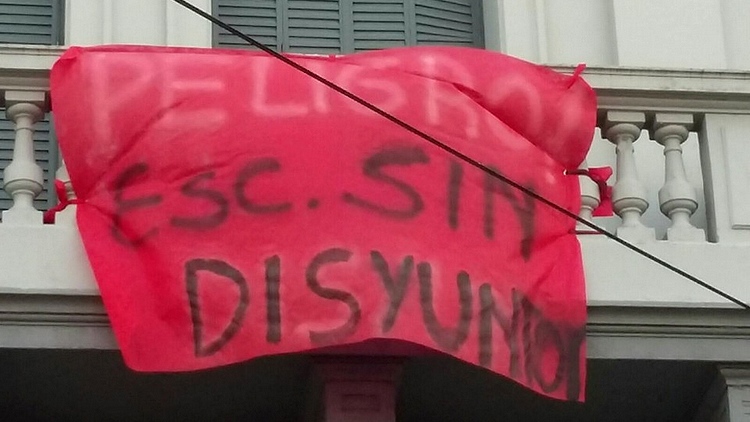 PELIGRO
ESC. SIN
DISYUNTOR